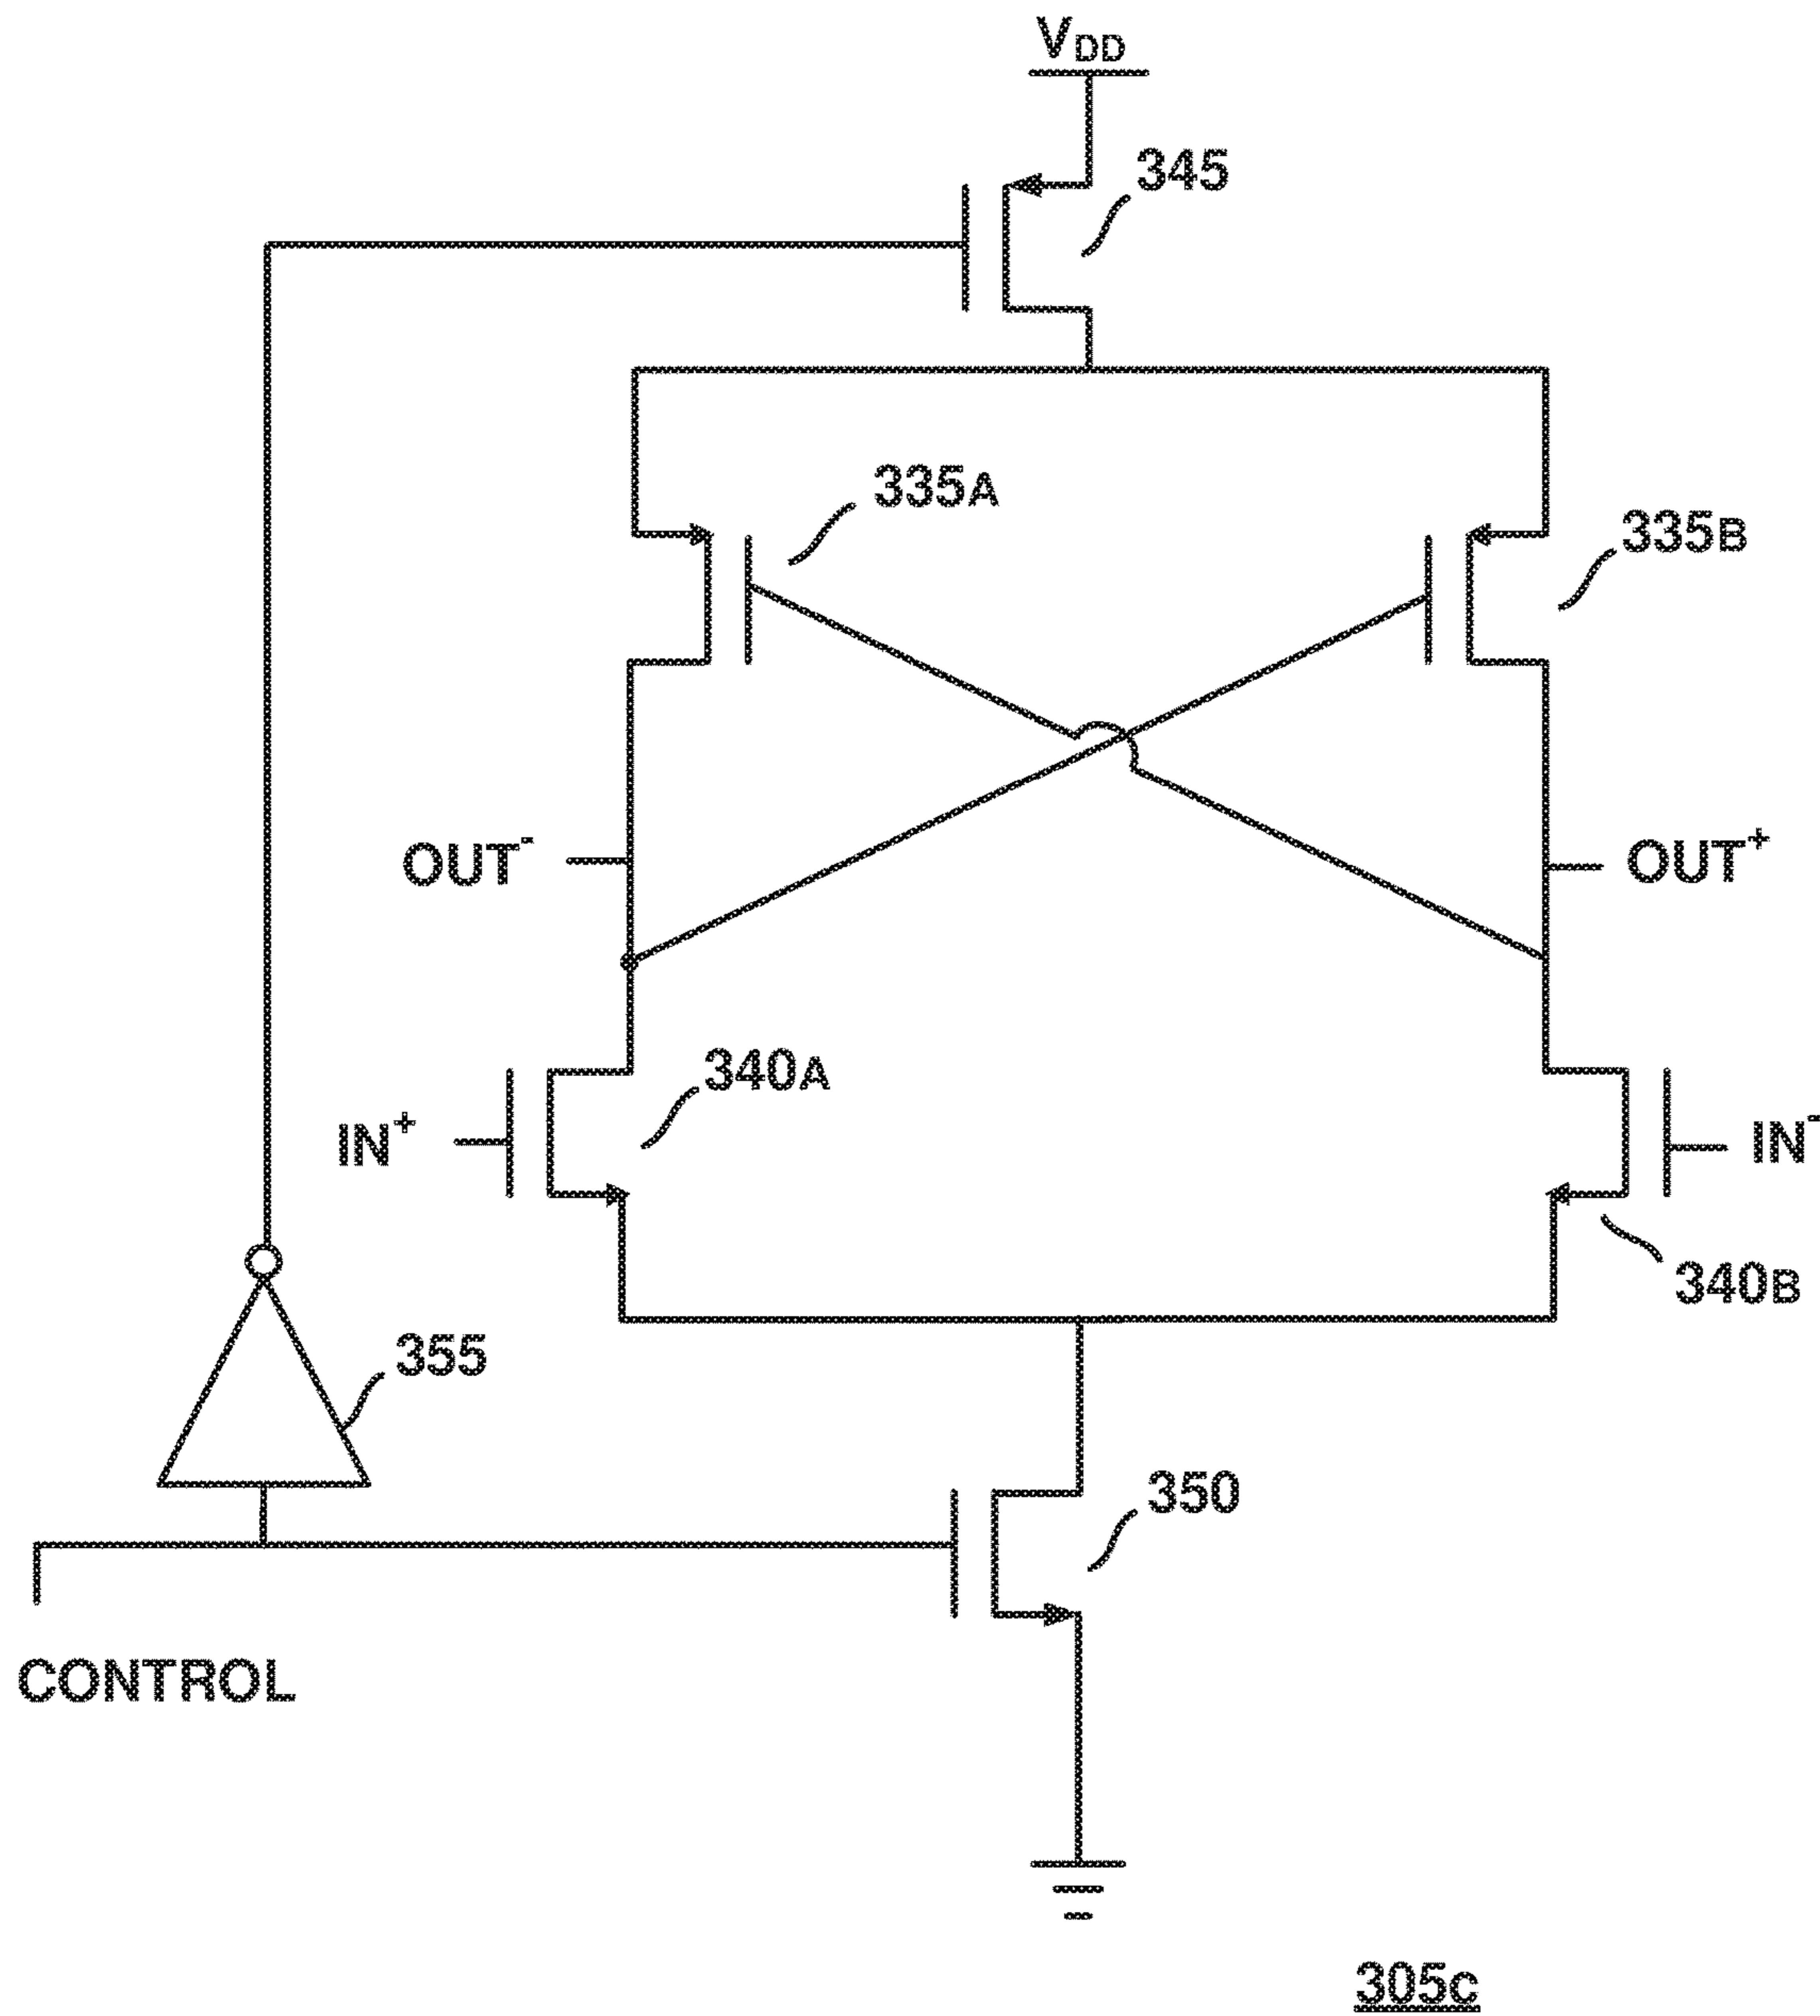 VDD
345
335A
335B
OUT-
OUT+
340A
IN+
IN-
340B
355
350
CONTROL
305C